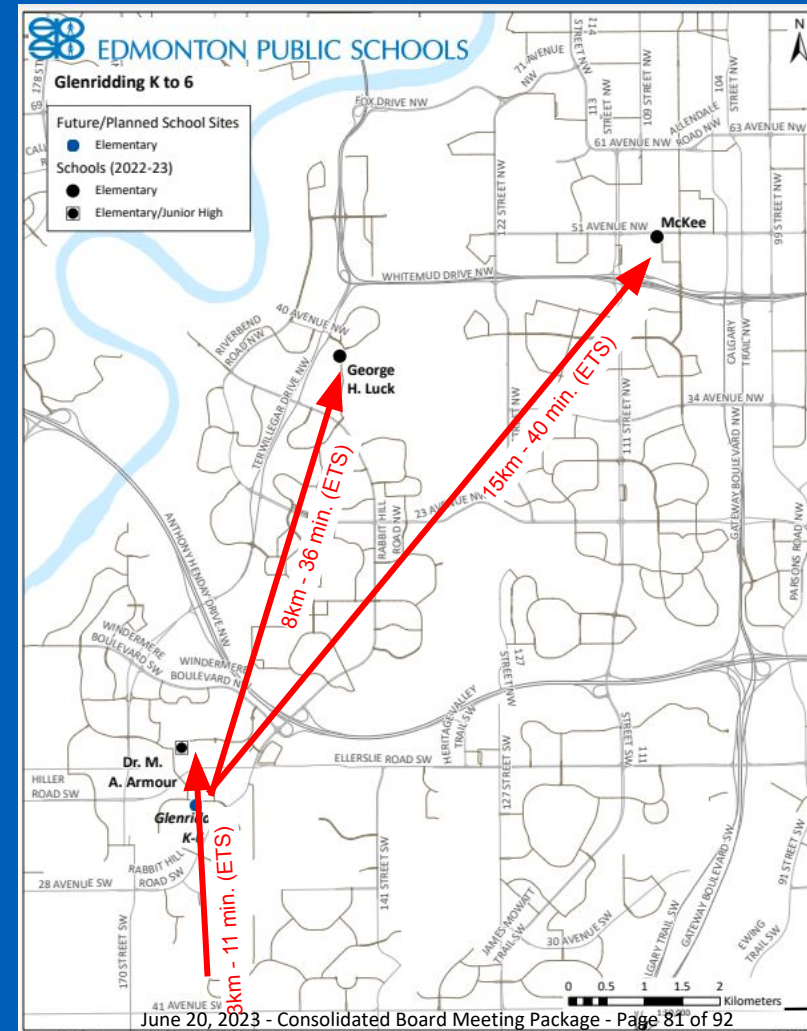 EDMONTON PUBLIC SCHOOLS
Glenridding K to 6
Future/Planned School Sites
Elementary
Schools (2022-23)
Elementary
Elementary/Junior High
N
178 ST
69
CAL
114
STREET NW
71 AVENUE
NW
113
STREET NW
109 STREET NW
104
STREET NW
ALLENDALE
ROAD NW
63 AVENUE NW
61 AVENUE NW
FOX DRIVE NW
122 STREET NW
51 AVENUE NW
McKee
99 STREET NW
WHITEMUD DRIVE NW
40 AVENUE NW
RIVERBEND
ROAD NW
George
H. Luck
TERWILLEGAR DRIVE NW
CALGARY
TRAIL NW
34 AVENUE NW
111 STREET NW
15km - 40 min. (ETS)
8km - 36 min. (ETS)
23 AVENUE NW
RABBIT HILL
ROAD NW
GATEWAY BOULEVARD NW
PARSONS ROAD NW
ANTHONY HENDAY DRIVE NW
WINDERMERE
BOULEVARD SW
WINDERMERE
BOULEVARD N
127
STREET NW
HERITAGE VALLEY
TRAIL SW
111
STREET SW
Dr. M.
A. Armour
ELLERSLIE ROAD SW
HILLER
ROAD SW
Glenridd
K-6
RABBIT HILL
ROAD SW
28 AVENUE SW
170 STREET SW
3km - 11 min. (ETS)
141 STREET SW
127 STREET SW
JAMES MOWATT
TRAIL SW
30 AVENUE SW
LGARY TRAIL SW
GATEWAY BOULEVARD SW
EWING
TRAIL SW
91 STREET SW
41 AVENUE SW
0 0.5 1 1.5 2
Kilometers
June 20, 2023 - Consolidated Board Meeting Package - Page 81 of 92